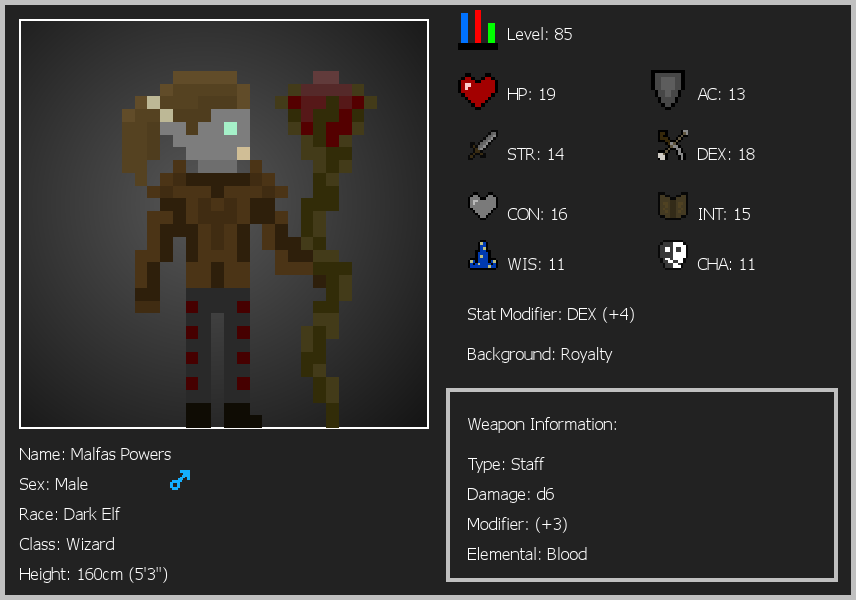 Level: 85
HP: 19
AC: 13
STR: 14
DEX: 18
CON: 16
INT: 15
WIS: 11
CHA: 11
Stat Modifier: DEX (+4)
Background: Royalty
Weapon Information:
Type: Staff
Damage: d6
Modifier: (+3)
Elemental: Blood
Name: Malfas Powers
Sex: Male
Race: Dark Elf
Class: Wizard
Height: 160cm (5'3")